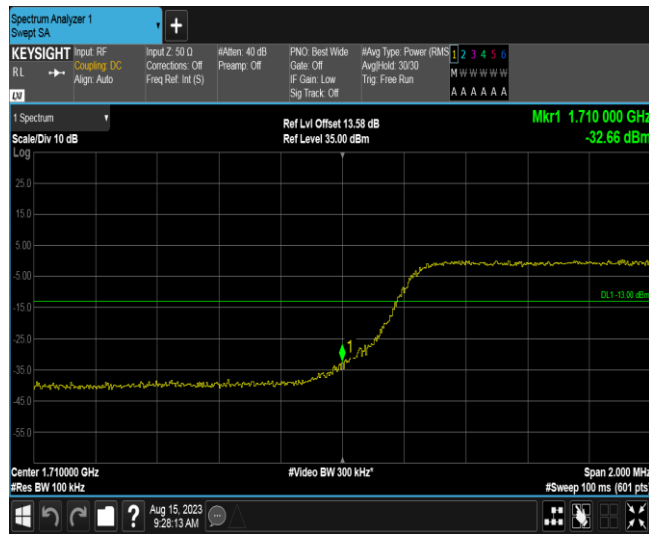 Spectrum Analyzer 1
Swept SA
+
KEYSIGHT
RL
LXI
Input: RF
Coupling: DC
Align: Auto
Input Z: 50 Ω
Corrections: Off
Freq Ref: Int (S)
#Atten: 40 dB
Preamp: Off
PNO: Best Wide
Gate: Off
IF Gain: Low
Sig Track: Off
#Avg Type: Power (RMS
Avg|Hold: 30/30
Trig: Free Run
1 2 3 4 5 6
M W W W W W
A A A A A A
1 Spectrum
Scale/Div 10 dB
Log
Ref Lvl Offset 13.58 dB
Ref Level 35.00 dBm
Mkr1 1.710 000 GHz
-32.66 dBm
25.0
15.0
5.00
-5.00
DL1 -13.00 dBm
-15.0
-25.0
1
-35.0
-45.0
-55.0
Center 1.710000 GHz
#Video BW 300 kHz*
Span 2.000 MHz
#Res BW 100 kHz
#Sweep 100 ms (601 pts
?
Aug 15, 2023
9:28:13 AM